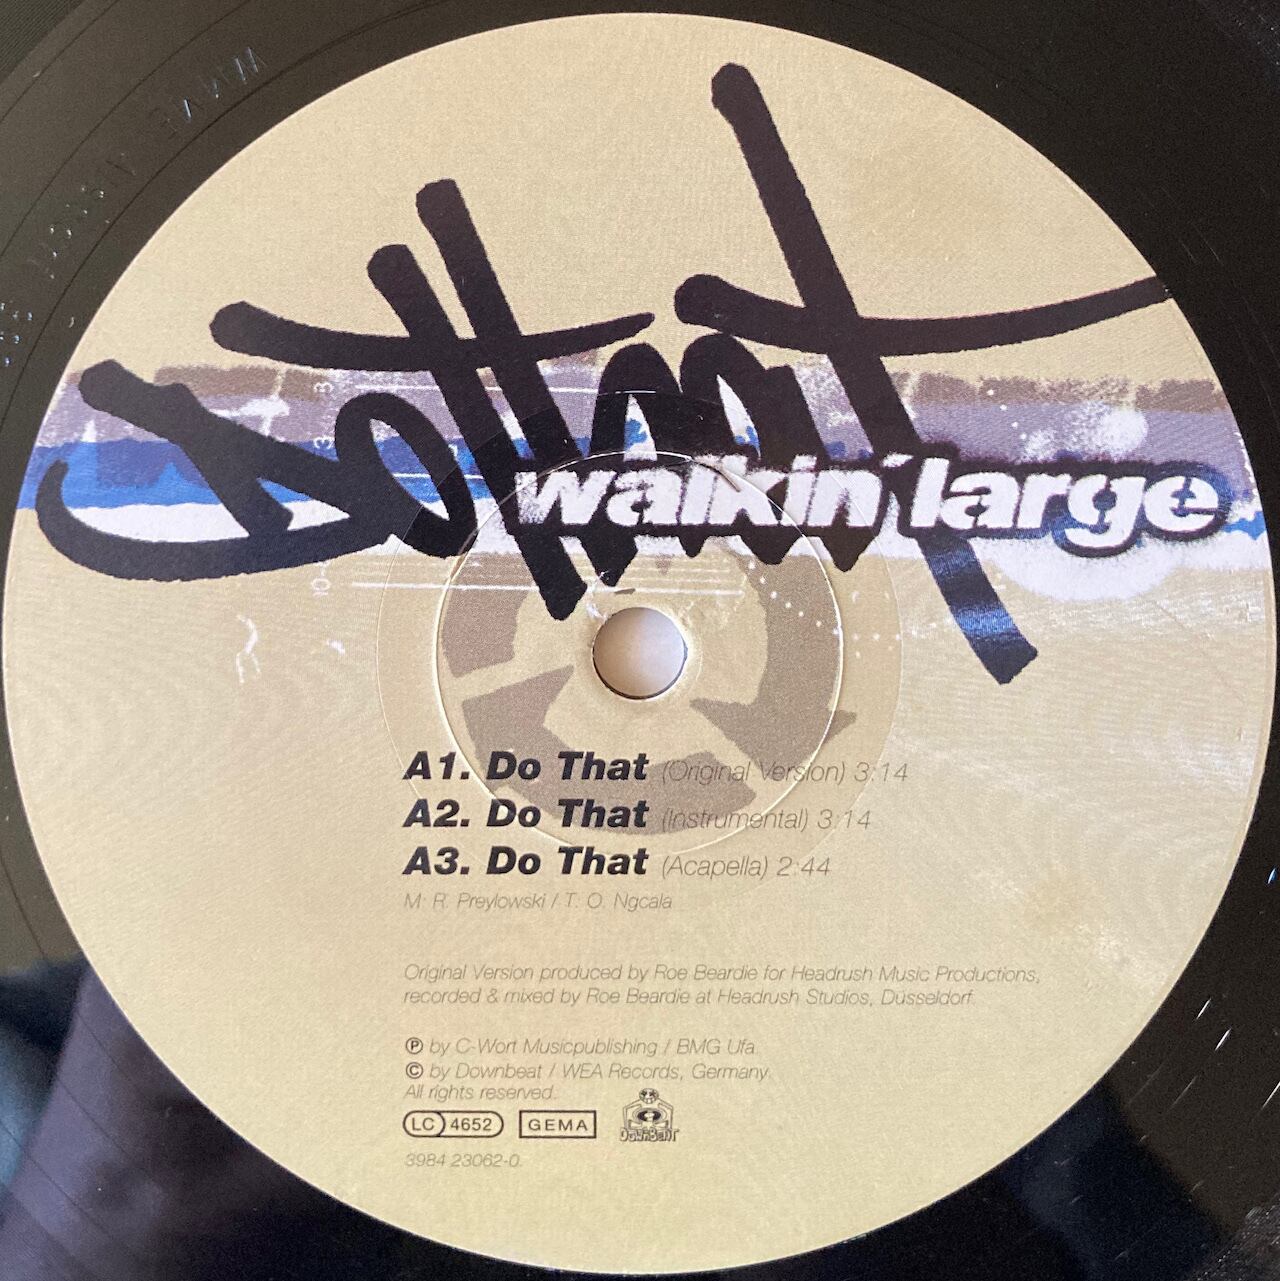 Do That
walkin' large
A1. Do That (Original Version) 3:14
A2. Do That (Instrumental) 3:14
A3. Do That (Acapella) 2:44
M. R. Preylowski / T. O. Ngcala
Original Version produced by Roe Beardie for Headrush Music Productions,
recorded & mixed by Roe Beardie at Headrush Studios, Düsseldorf.
Ⓟ by C-Wort Musicpublishing / BMG Ufa.
© by Downbeat / WEA Records, Germany.
All rights reserved.
LC 4652 GEMA DOWNBEAT
3984 23062-0.